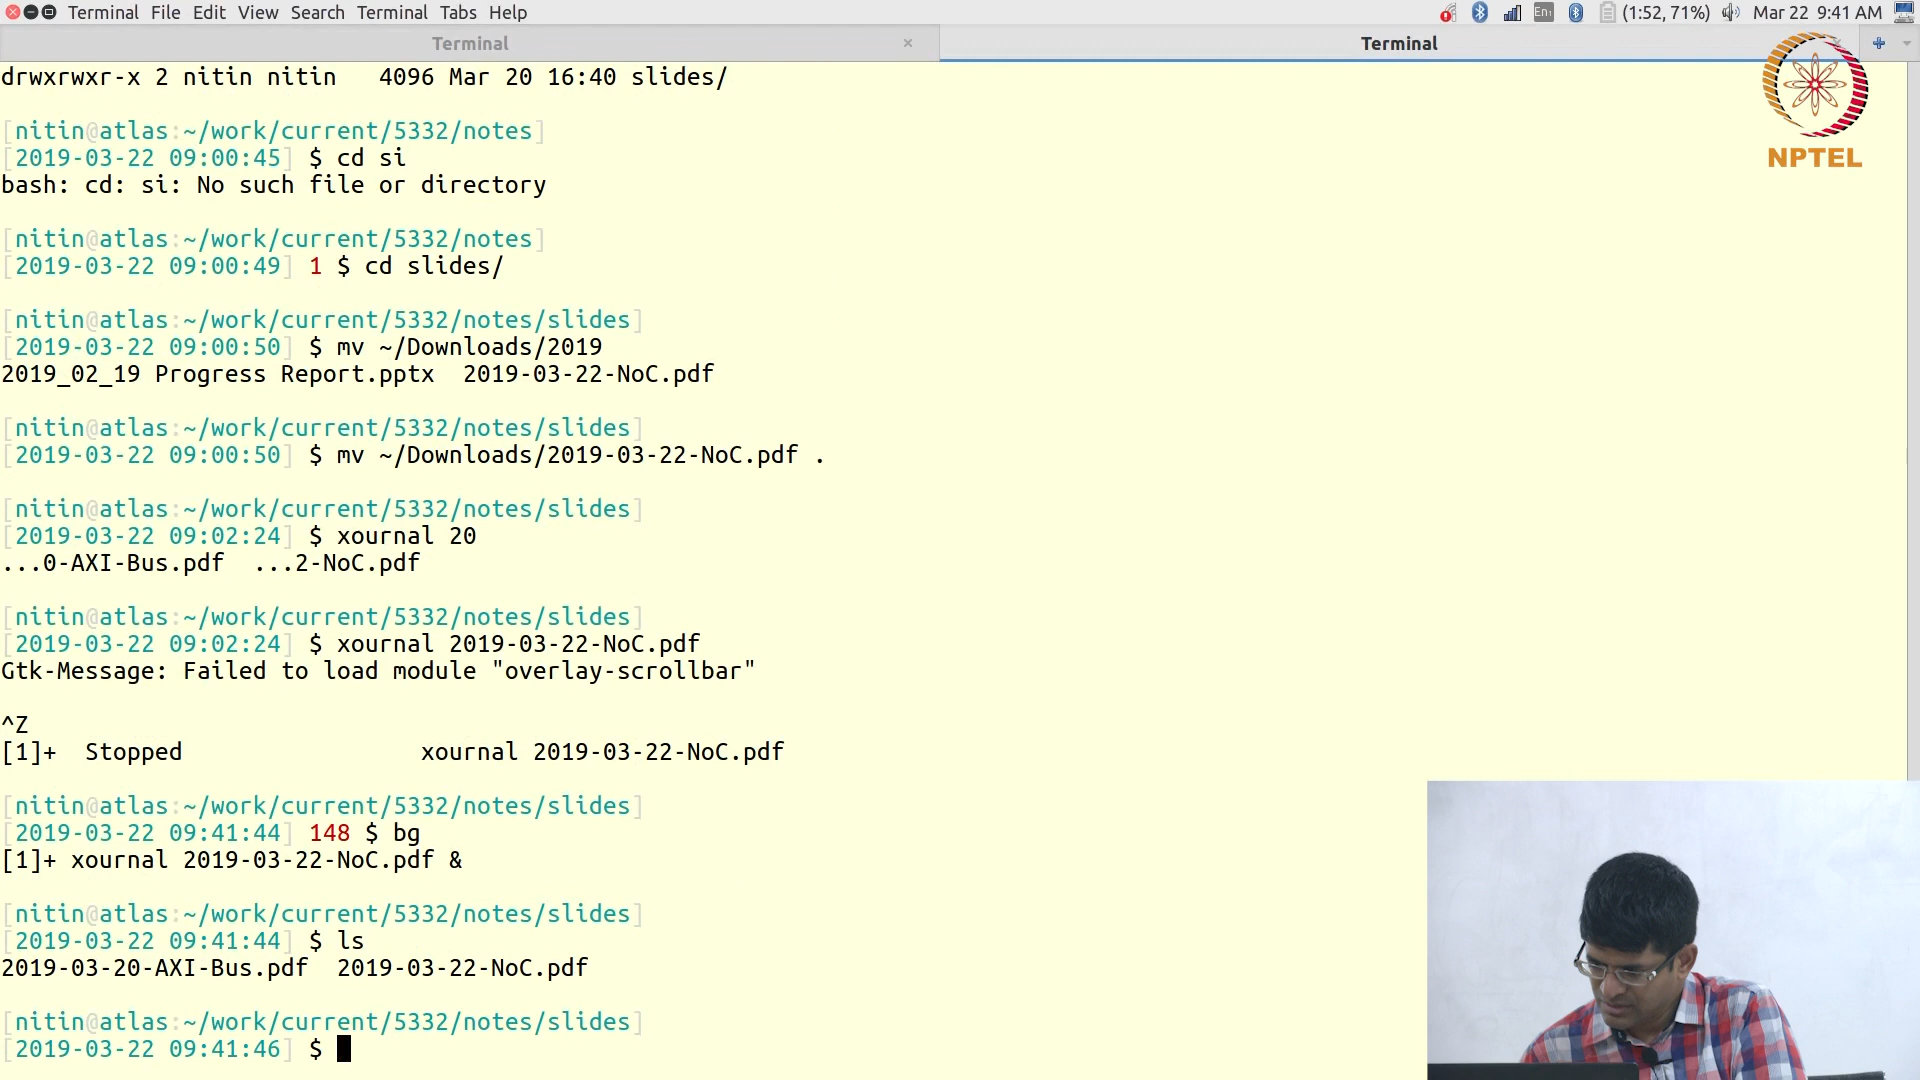 Terminal File Edit View Search Terminal Tabs Help En₁ (1:52, 71%) Mar 22 9:41 AM
Terminal × Terminal ×
NPTEL
drwxrwxr-x 2 nitin nitin   4096 Mar 20 16:40 slides/
[nitin@atlas:~/work/current/5332/notes]
[2019-03-22 09:00:45] $ cd si
bash: cd: si: No such file or directory
[nitin@atlas:~/work/current/5332/notes]
[2019-03-22 09:00:49] 1 $ cd slides/
[nitin@atlas:~/work/current/5332/notes/slides]
[2019-03-22 09:00:50] $ mv ~/Downloads/2019
2019_02_19 Progress Report.pptx  2019-03-22-NoC.pdf
[nitin@atlas:~/work/current/5332/notes/slides]
[2019-03-22 09:00:50] $ mv ~/Downloads/2019-03-22-NoC.pdf .
[nitin@atlas:~/work/current/5332/notes/slides]
[2019-03-22 09:02:24] $ xournal 20
...0-AXI-Bus.pdf  ...2-NoC.pdf
[nitin@atlas:~/work/current/5332/notes/slides]
[2019-03-22 09:02:24] $ xournal 2019-03-22-NoC.pdf
Gtk-Message: Failed to load module "overlay-scrollbar"
^Z
[1]+  Stopped                 xournal 2019-03-22-NoC.pdf
[nitin@atlas:~/work/current/5332/notes/slides]
[2019-03-22 09:41:44] 148 $ bg
[1]+ xournal 2019-03-22-NoC.pdf &
[nitin@atlas:~/work/current/5332/notes/slides]
[2019-03-22 09:41:44] $ ls
2019-03-20-AXI-Bus.pdf  2019-03-22-NoC.pdf
[nitin@atlas:~/work/current/5332/notes/slides]
[2019-03-22 09:41:46] $